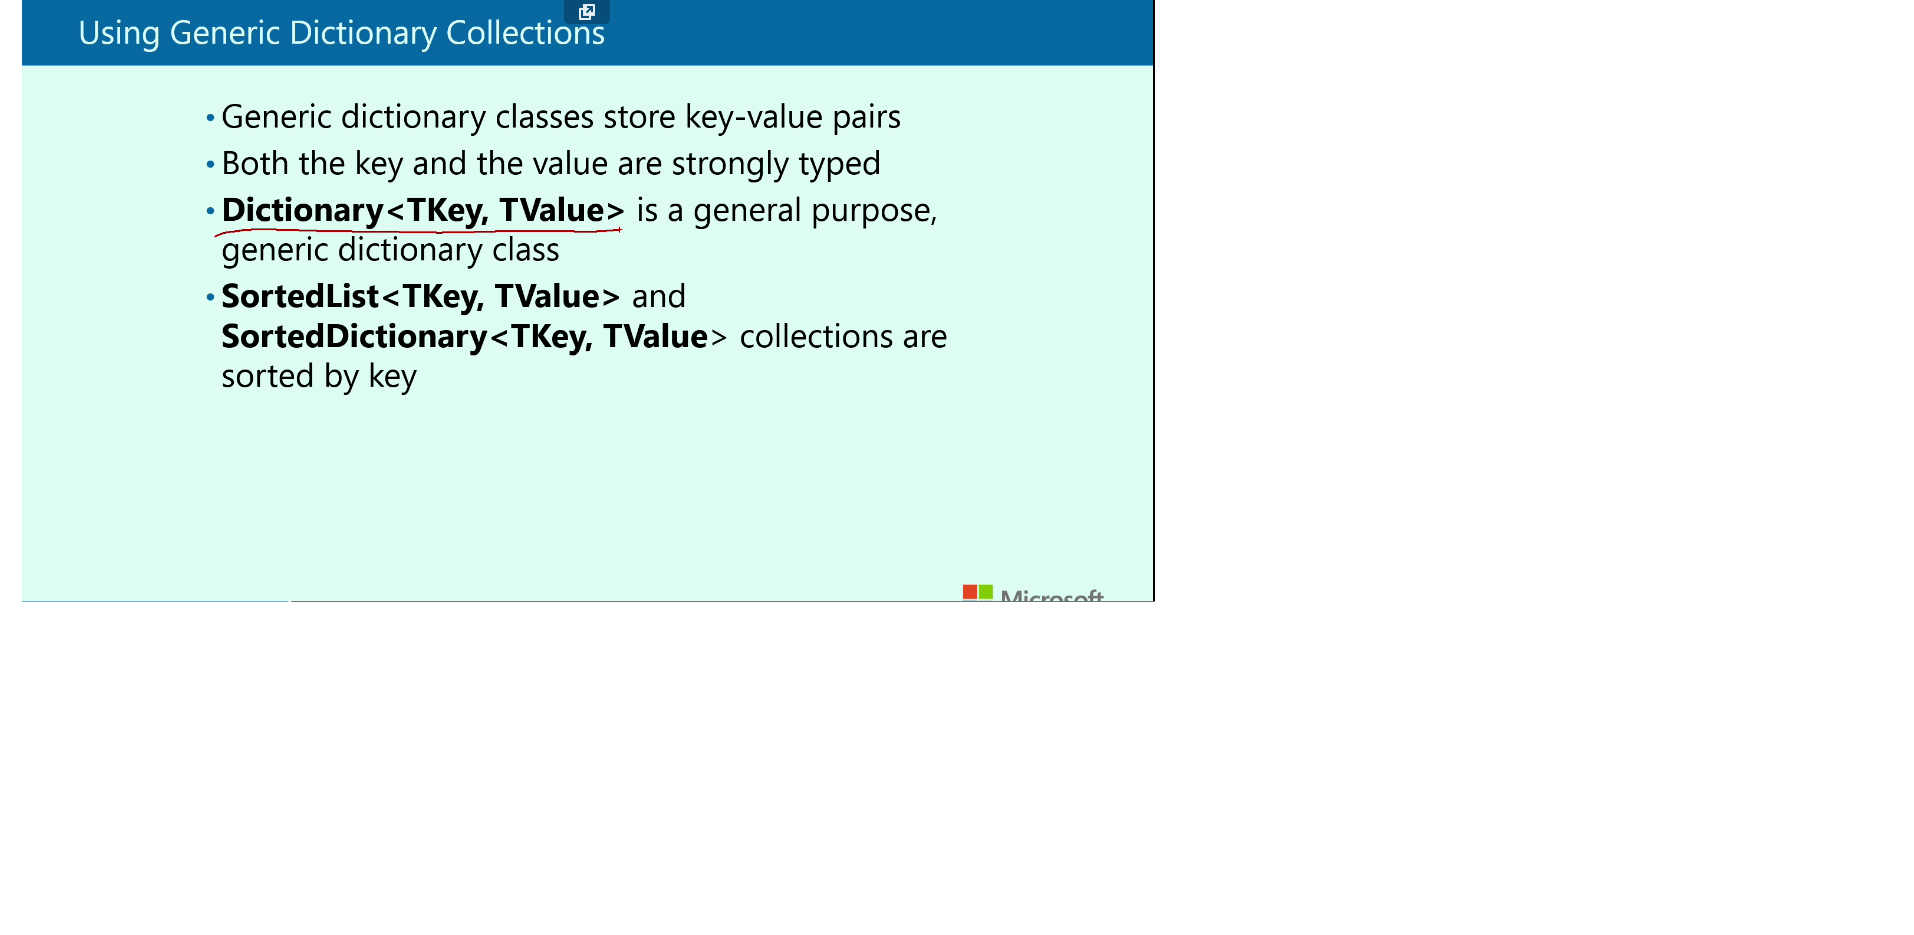 Using Generic Dictionary Collections
• Generic dictionary classes store key-value pairs
• Both the key and the value are strongly typed
• Dictionary<TKey, TValue> is a general purpose,
generic dictionary class
• SortedList<TKey, TValue> and
SortedDictionary<TKey, TValue> collections are
sorted by key
Microsoft